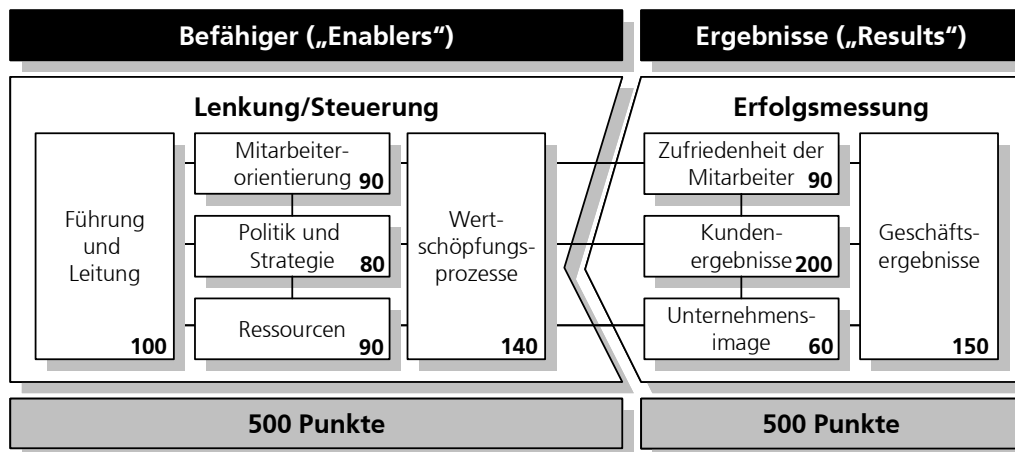 Befähiger („Enablers“)
Ergebnisse („Results“)
Lenkung/Steuerung
Erfolgsmessung
Führung
und
Leitung
100
Mitarbeiter-
orientierung 90
Politik und
Strategie 80
Ressourcen
90
Wert-
schöpfungs-
prozesse
140
Zufriedenheit der
Mitarbeiter 90
Kunden-
ergebnisse 200
Unternehmens-
image 60
Geschäfts-
ergebnisse
150
500 Punkte
500 Punkte